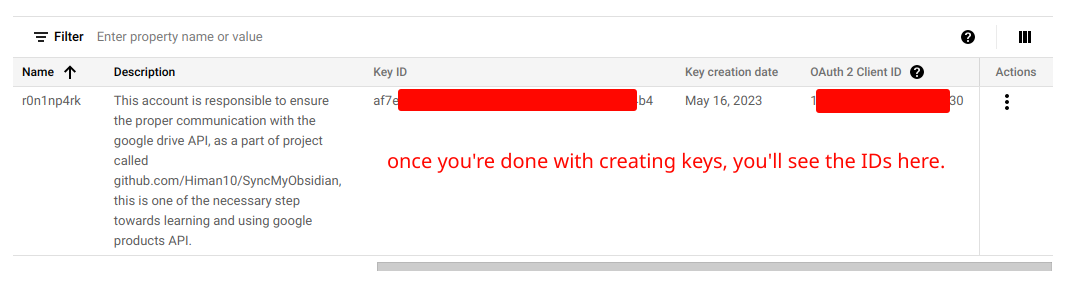 Filter Enter property name or value
Name Description Key ID Key creation date OAuth 2 Client ID Actions
r0n1np4rk This account is responsible to ensure af7e b4 May 16, 2023 1 30
the proper communication with the
google drive API, as a part of project
called
github.com/Himan10/SyncMyObsidian,
this is one of the necessary step
towards learning and using google
products API.
once you're done with creating keys, you'll see the IDs here.